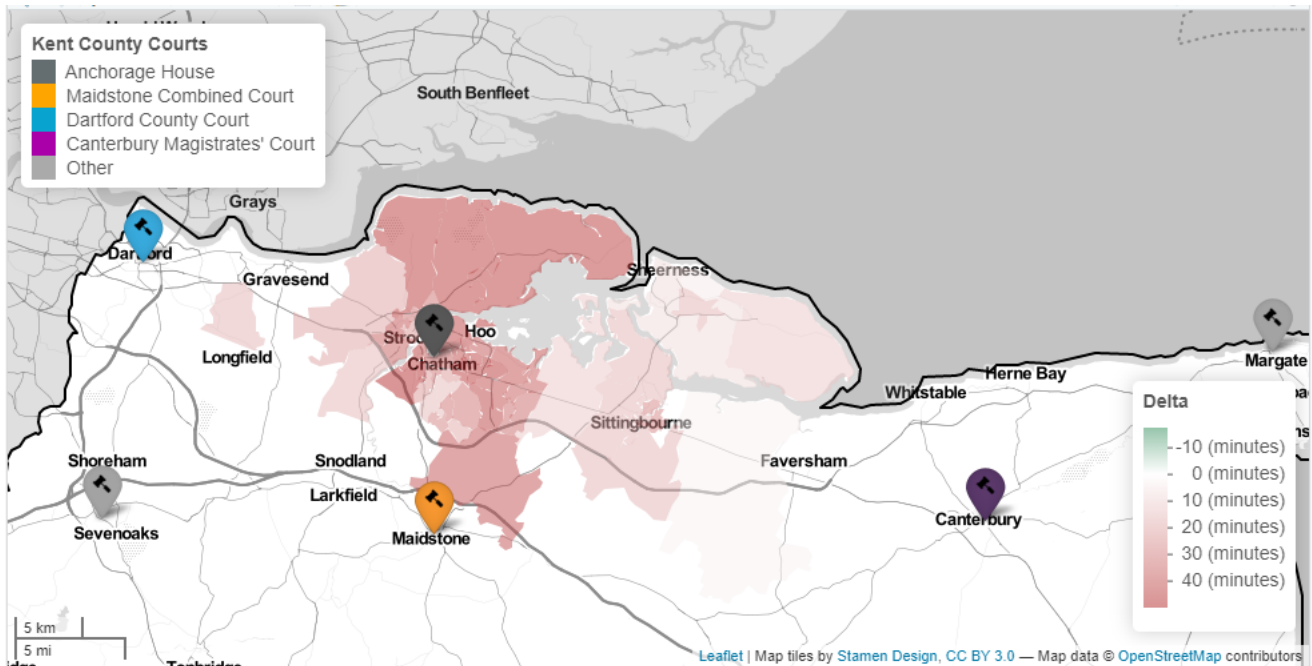 Kent County Courts
Anchorage House
Maidstone Combined Court
Dartford County Court
Canterbury Magistrates' Court
Other
South Benfleet
Grays
Dartford
Gravesend
Sheerness
Hoo
Longfield
Chatham
Margate
Herne Bay
Whitstable
Sittingbourne
Shoreham
Snodland
Faversham
Larkfield
Sevenoaks
Maidstone
Canterbury
Delta
-10 (minutes)
0 (minutes)
10 (minutes)
20 (minutes)
30 (minutes)
40 (minutes)
5 km
5 mi
Leaflet | Map tiles by Stamen Design, CC BY 3.0 — Map data © OpenStreetMap contributors